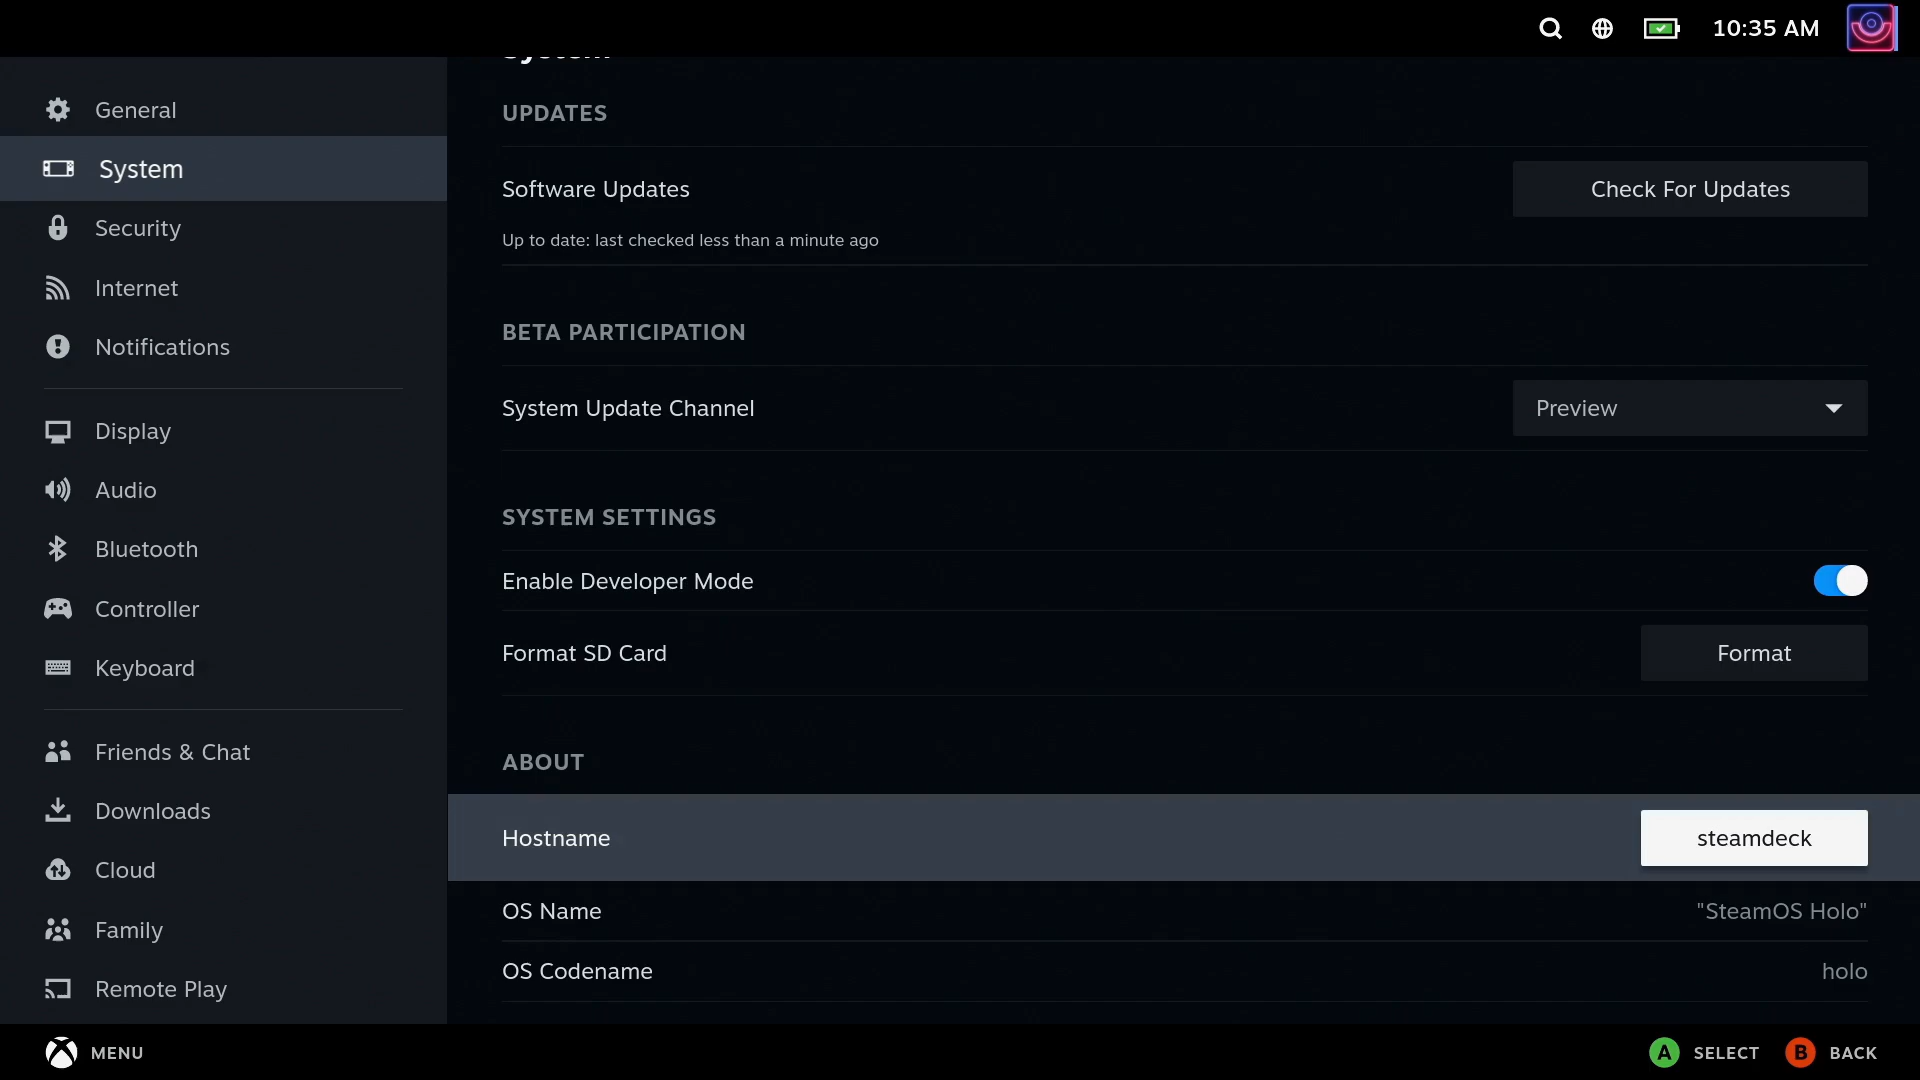 10:35 AM
System
General
System
Security
Internet
Notifications
Display
Audio
Bluetooth
Controller
Keyboard
Friends & Chat
Downloads
Cloud
Family
Remote Play
UPDATES
Software Updates
Check For Updates
Up to date: last checked less than a minute ago
BETA PARTICIPATION
System Update Channel
Preview
SYSTEM SETTINGS
Enable Developer Mode
Format SD Card
Format
ABOUT
Hostname
steamdeck
OS Name
"SteamOS Holo"
OS Codename
holo
MENU
A SELECT
B BACK